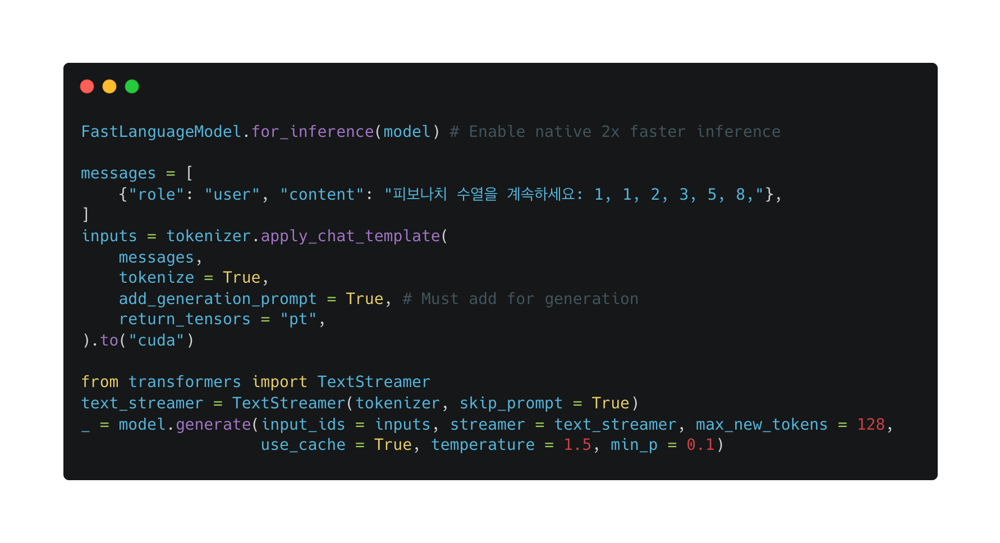 FastLanguageModel.for_inference(model) # Enable native 2x faster inference

messages = [
    {"role": "user", "content": "피보나치 수열을 계속하세요: 1, 1, 2, 3, 5, 8,"},
]
inputs = tokenizer.apply_chat_template(
    messages,
    tokenize = True,
    add_generation_prompt = True, # Must add for generation
    return_tensors = "pt",
).to("cuda")

from transformers import TextStreamer
text_streamer = TextStreamer(tokenizer, skip_prompt = True)
_ = model.generate(input_ids = inputs, streamer = text_streamer, max_new_tokens = 128,
                   use_cache = True, temperature = 1.5, min_p = 0.1)